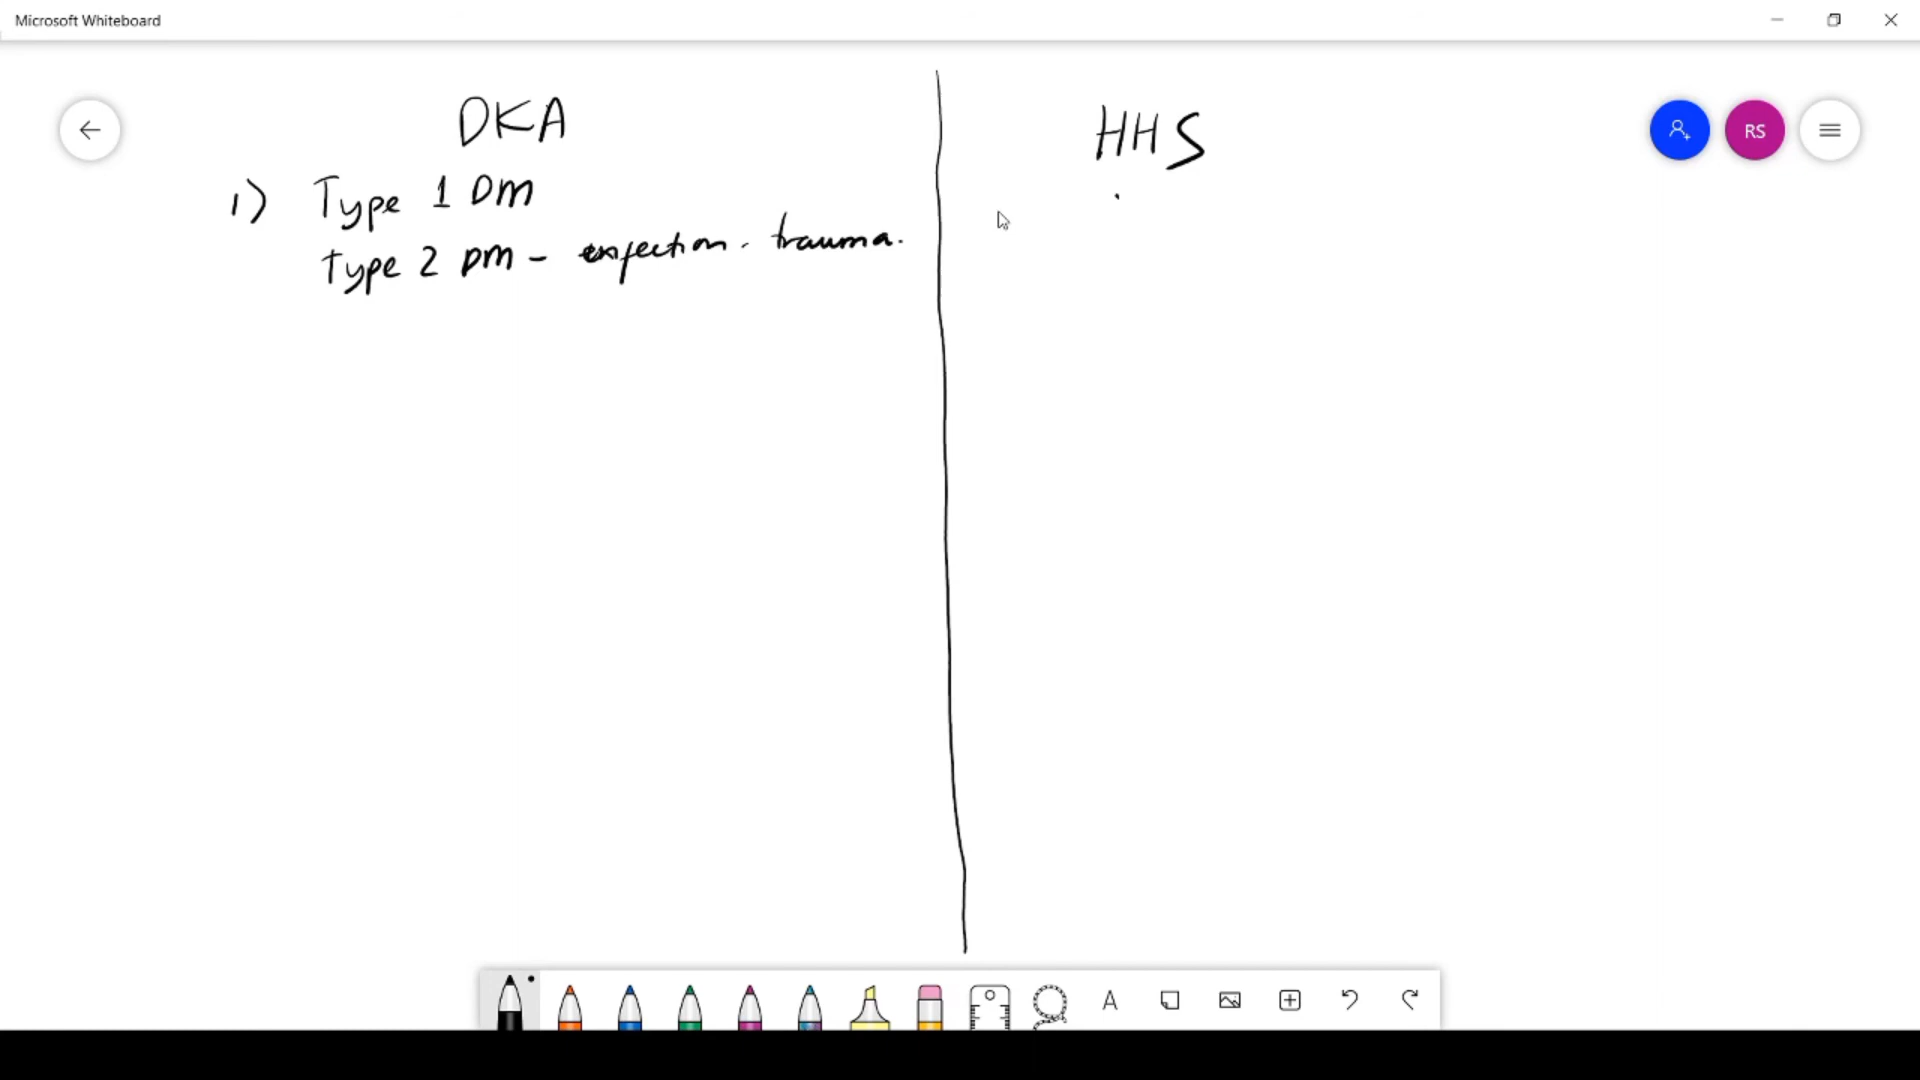 Microsoft Whiteboard
DKA
HHS
RS
1) Type 1 DM
Type 2 DM - infection. trauma.
A